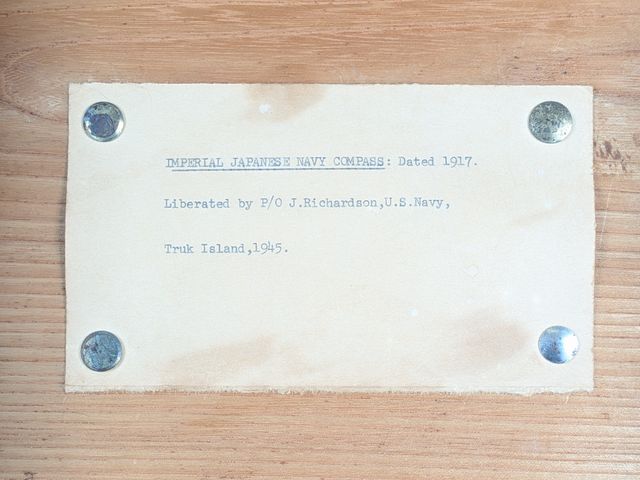 IMPERIAL JAPANESE NAVY COMPASS: Dated 1917.
Liberated by P/O J.Richardson,U.S.Navy,
Truk Island,1945.